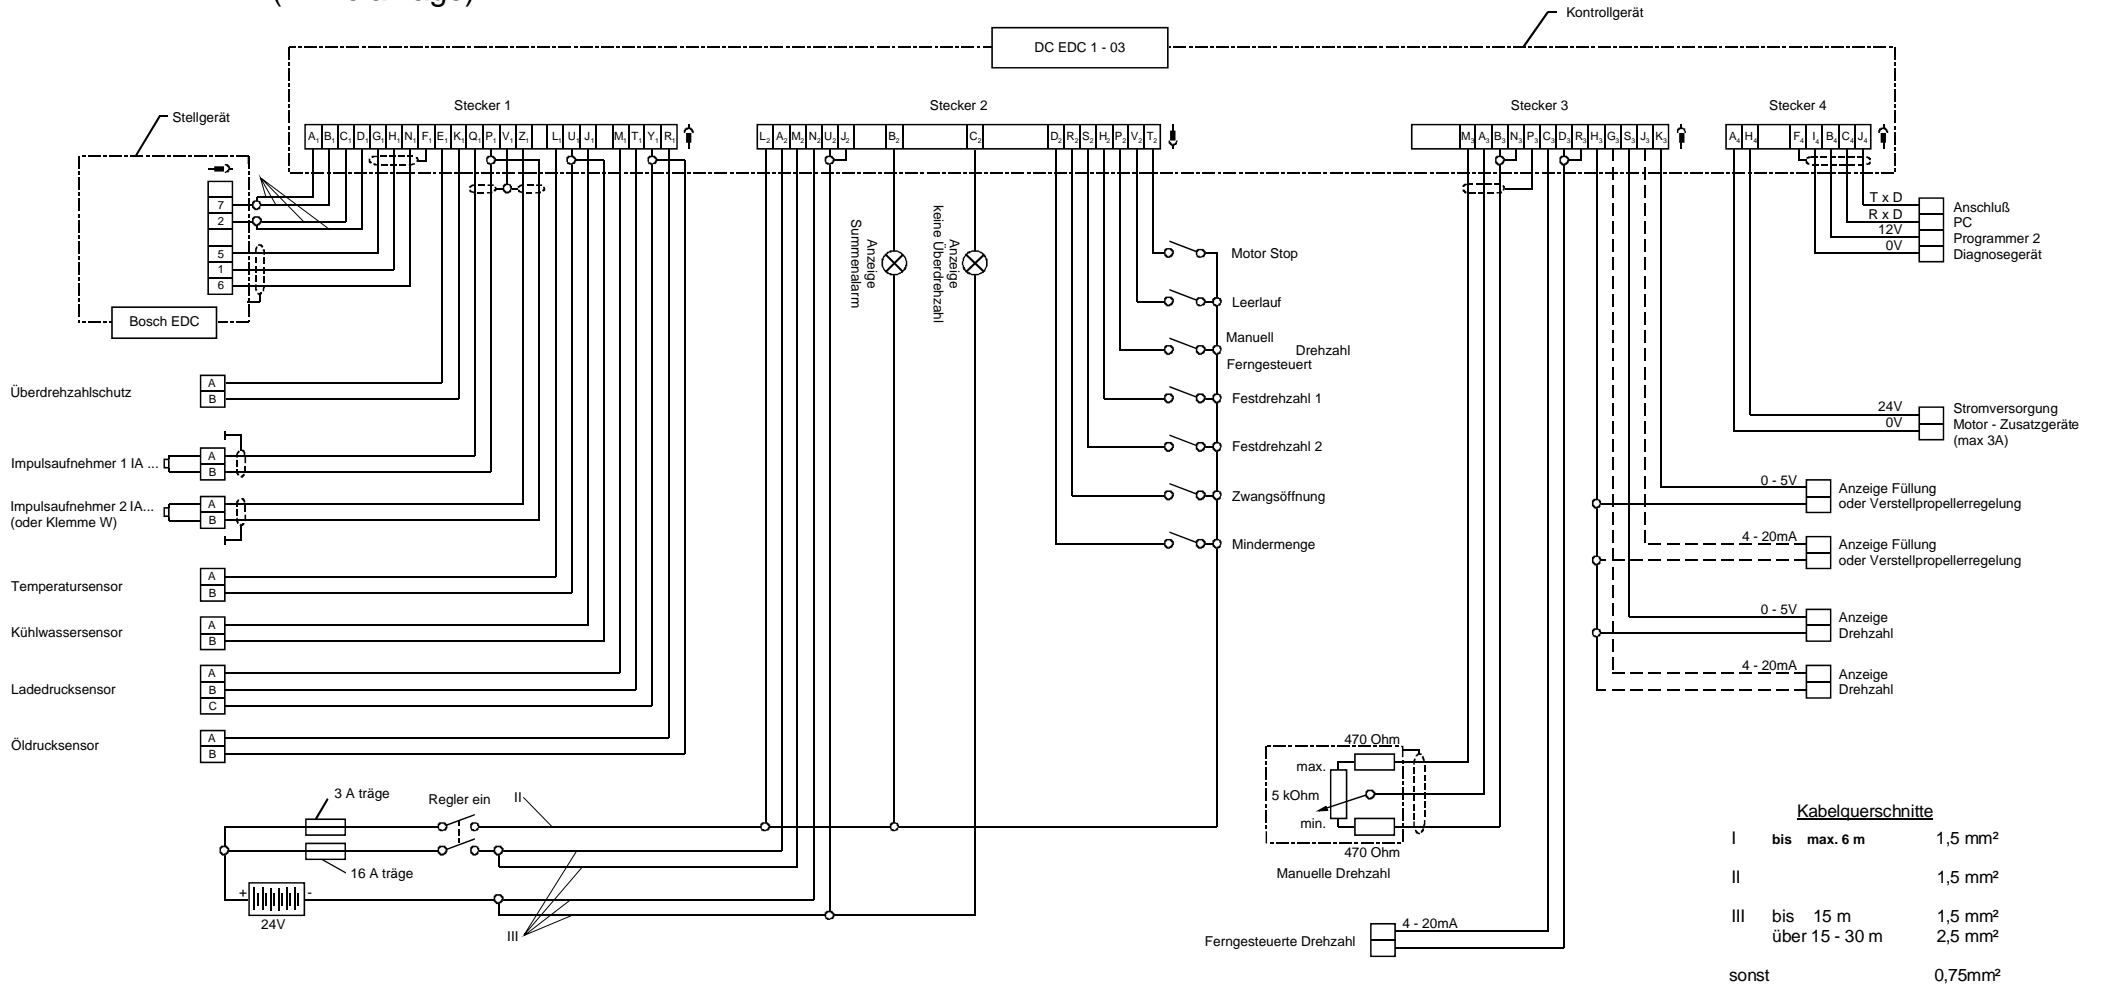 Kontrollgerät
DC EDC 1 - 03
Stecker 1
Stecker 2
Stecker 3
Stecker 4
Stellgerät
A₁ B₁ C₁ D₁ G₁ H₁ N₁ F₁ E₁ K₁ Q₁ P₁ V₁ Z₁ L₁ U₁ J₁ M₁ T₁ Y₁ R₁
L₂ A₂ M₂ N₂ U₂ J₂ B₂ C₂ D₂ R₂ S₂ H₂ P₂ V₂ T₂
M₃ A₃ B₃ N₃ P₃ C₃ D₃ R₃ H₃ G₃ S₃ J₃ K₃
A₄ H₄ F₄ I₄ B₄ C₄ J₄
7
2
5
1
6
Bosch EDC
T x D
R x D
12V
0V
Anschluß
PC
Programmer 2
Diagnosegerät
Anzeige
Summenalarm
Anzeige
keine Überdrehzahl
Motor Stop
Leerlauf
Manuell
Drehzahl
Ferngesteuert
Festdrehzahl 1
Festdrehzahl 2
Zwangsöffnung
Mindermenge
Überdrehzahlschutz
A
B
Impulsaufnehmer 1 IA ...
A
B
Impulsaufnehmer 2 IA...
(oder Klemme W)
A
B
Temperatursensor
A
B
Kühlwassersensor
A
B
Ladedrucksensor
A
B
C
Öldrucksensor
A
B
24V
0V
Stromversorgung
Motor - Zusatzgeräte
(max 3A)
0 - 5V
Anzeige Füllung
oder Verstellpropellerregelung
4 - 20mA
Anzeige Füllung
oder Verstellpropellerregelung
0 - 5V
Anzeige
Drehzahl
4 - 20mA
Anzeige
Drehzahl
3 A träge
Regler ein
II
16 A träge
+
-
24V
III
470 Ohm
max.
5 kOhm
min.
470 Ohm
Manuelle Drehzahl
4 - 20mA
Ferngesteuerte Drehzahl
Kabelquerschnitte
I bis max. 6 m 1,5 mm²
II 1,5 mm²
III bis 15 m 1,5 mm²
über 15 - 30 m 2,5 mm²
sonst 0,75mm²